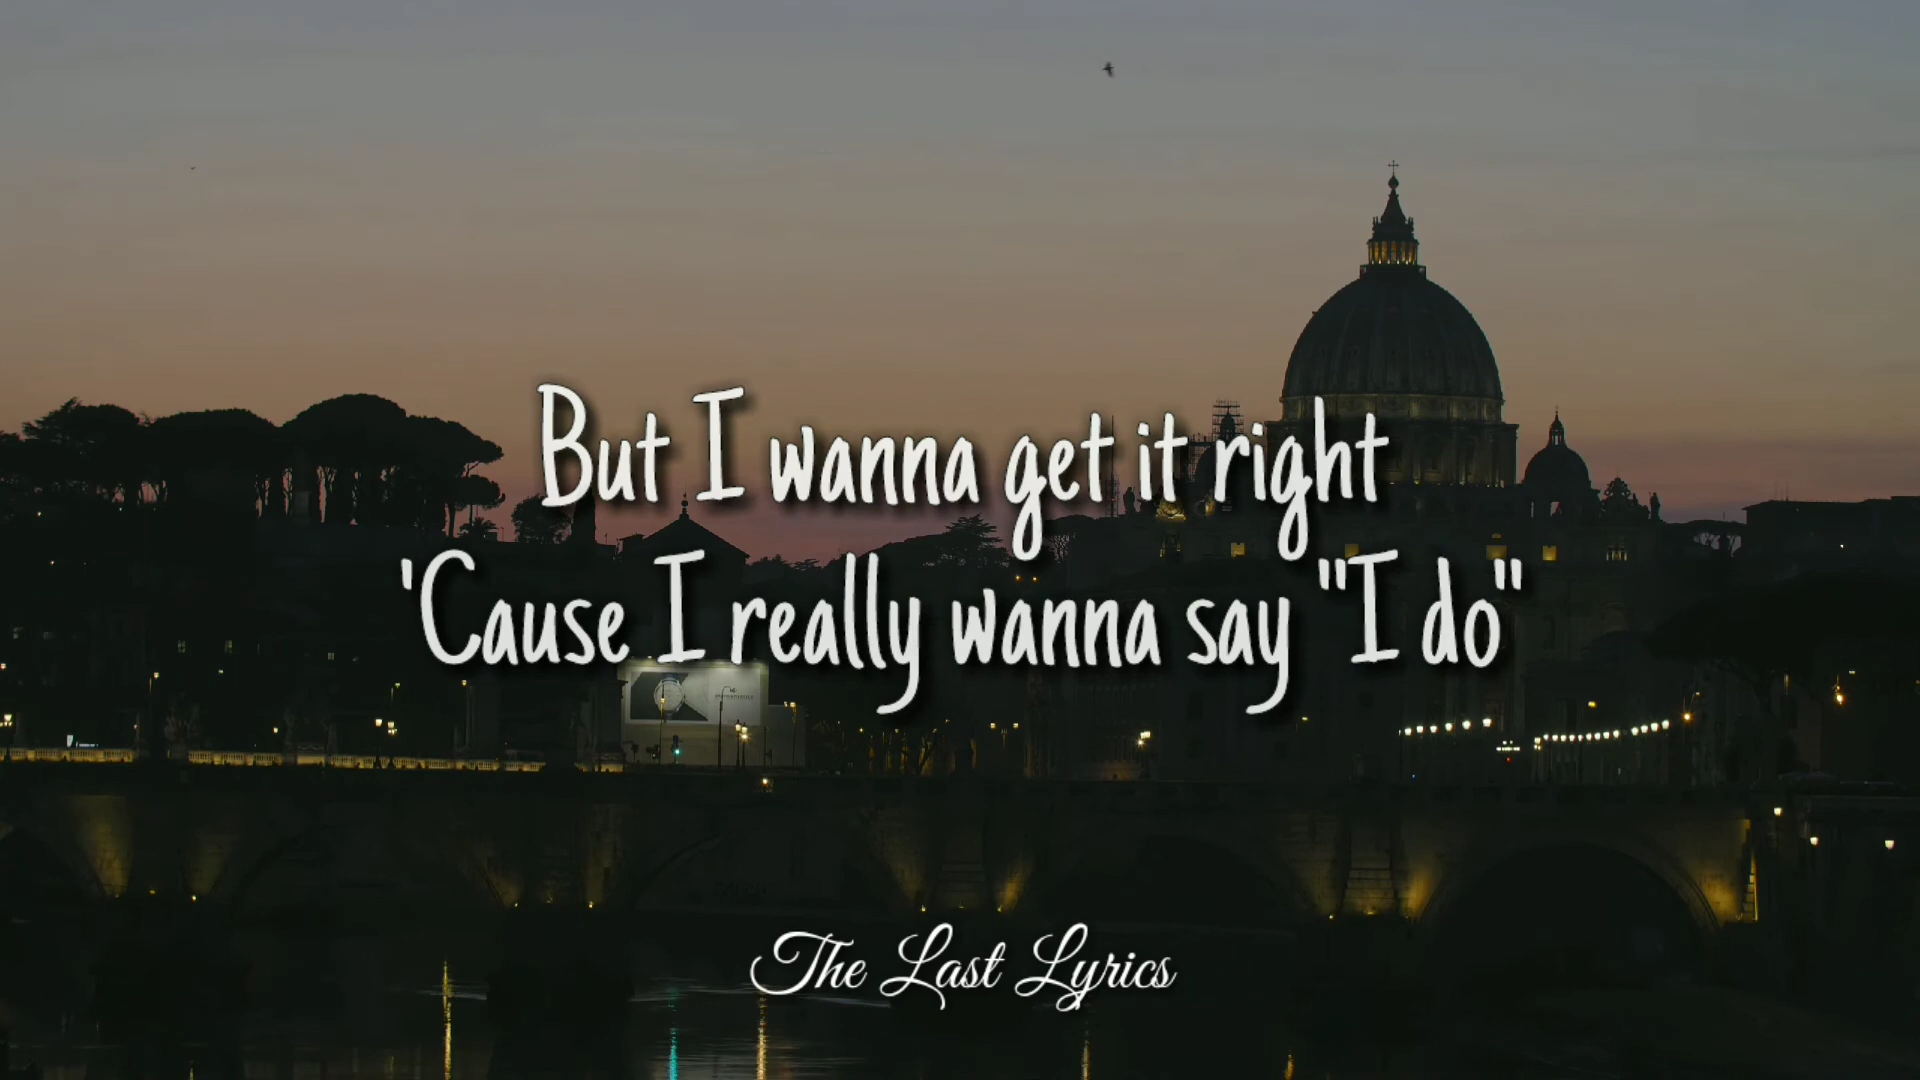 But I wanna get it right
'Cause I really wanna say "I do"
The Last Lyrics